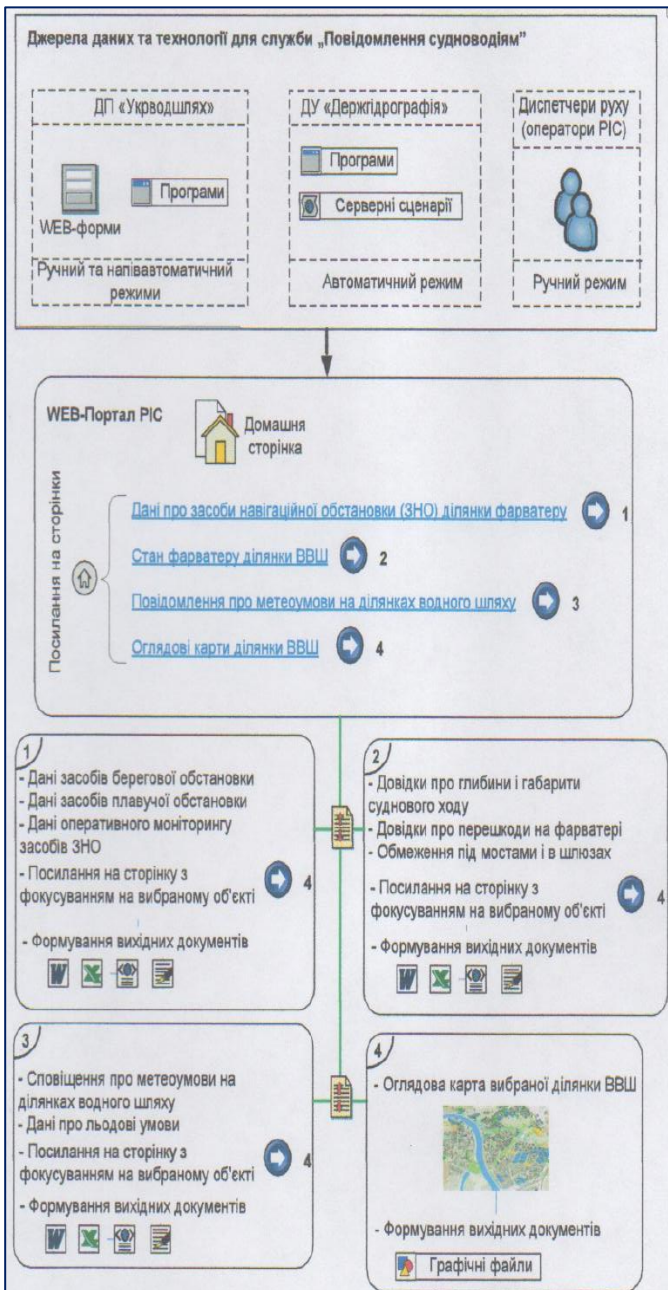 Джерела даних та технології для служби „Повідомлення судноводіям”
ДП «Укрводшлях»
WEB-форми
Програми
Ручний та напівавтоматичний
режими
ДУ «Держгідрографія»
Програми
Серверні сценарії
Автоматичний режим
Диспетчери руху
(оператори РІС)
Ручний режим
WEB-Портал РІС
Домашня
сторінка
Посилання на сторінки
Дані про засоби навігаційної обстановки (ЗНО) ділянки фарватеру 1
Стан фарватеру ділянки ВВШ 2
Повідомлення про метеоумови на ділянках водного шляху 3
Оглядові карти ділянки ВВШ 4
1
- Дані засобів берегової обстановки
- Дані засобів плавучої обстановки
- Дані оперативного моніторингу
засобів ЗНО
- Посилання на сторінку з
фокусуванням на вибраному об'єкті 4
- Формування вихідних документів
W X
2
- Довідки про глибини і габарити
суднового ходу
- Довідки про перешкоди на фарватері
- Обмеження під мостами і в шлюзах
- Посилання на сторінку з
фокусуванням на вибраному об'єкті 4
- Формування вихідних документів
W X
3
- Сповіщення про метеоумови на
ділянках водного шляху
- Дані про льодові умови
- Посилання на сторінку з
фокусуванням на вибраному об'єкті 4
- Формування вихідних документів
W X
4
- Оглядова карта вибраної ділянки ВВШ
- Формування вихідних документів
Графічні файли